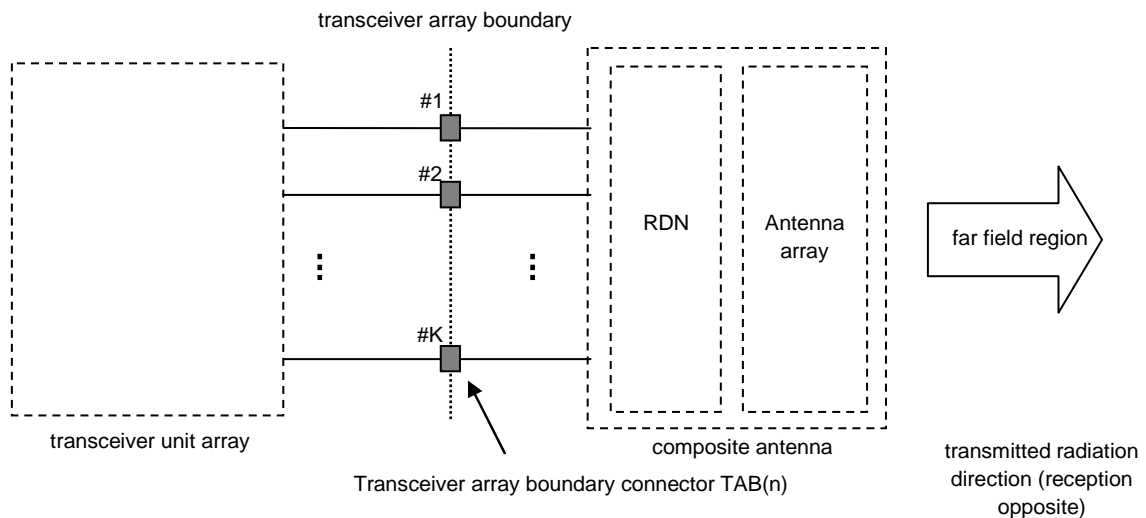 transceiver array boundary
#1
#2
#K
RDN
Antenna
array
far field region
transceiver unit array
composite antenna
Transceiver array boundary connector TAB(n)
transmitted radiation
direction (reception
opposite)